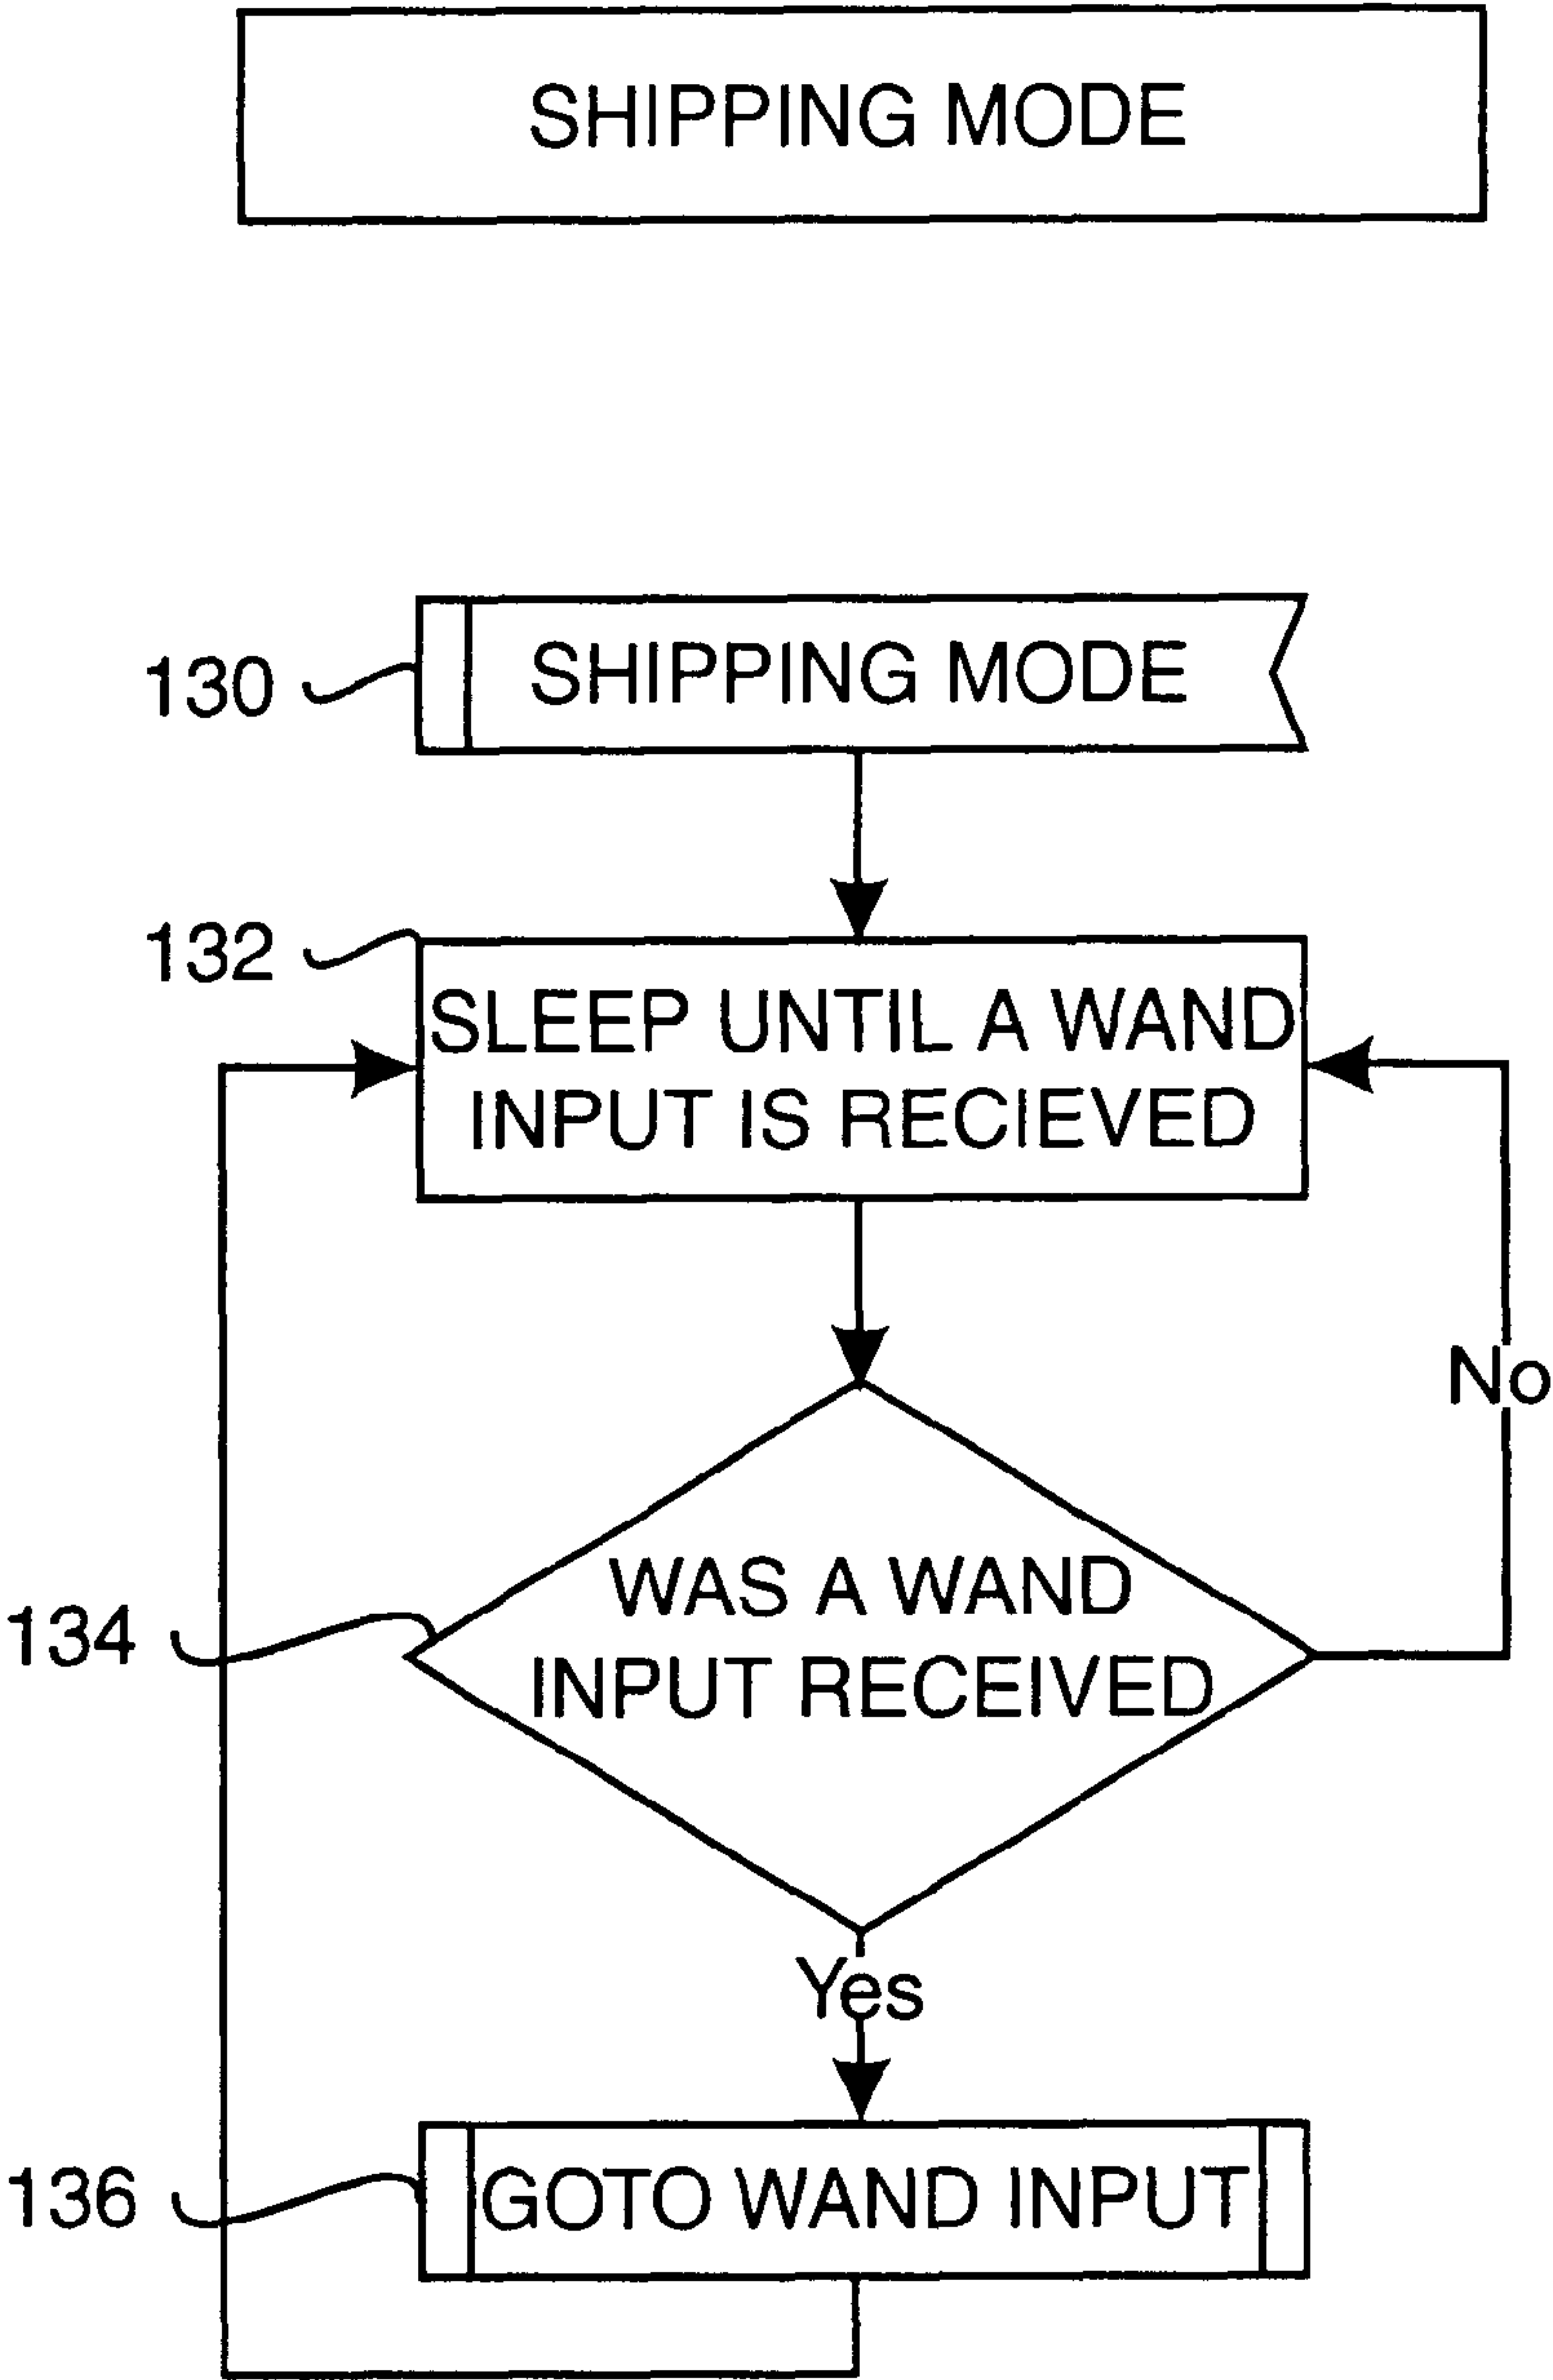 SHIPPING MODE
130
SHIPPING MODE
132
SLEEP UNTIL A WAND
INPUT IS RECIEVED
No
134
WAS A WAND
INPUT RECEIVED
Yes
136
GOTO WAND INPUT